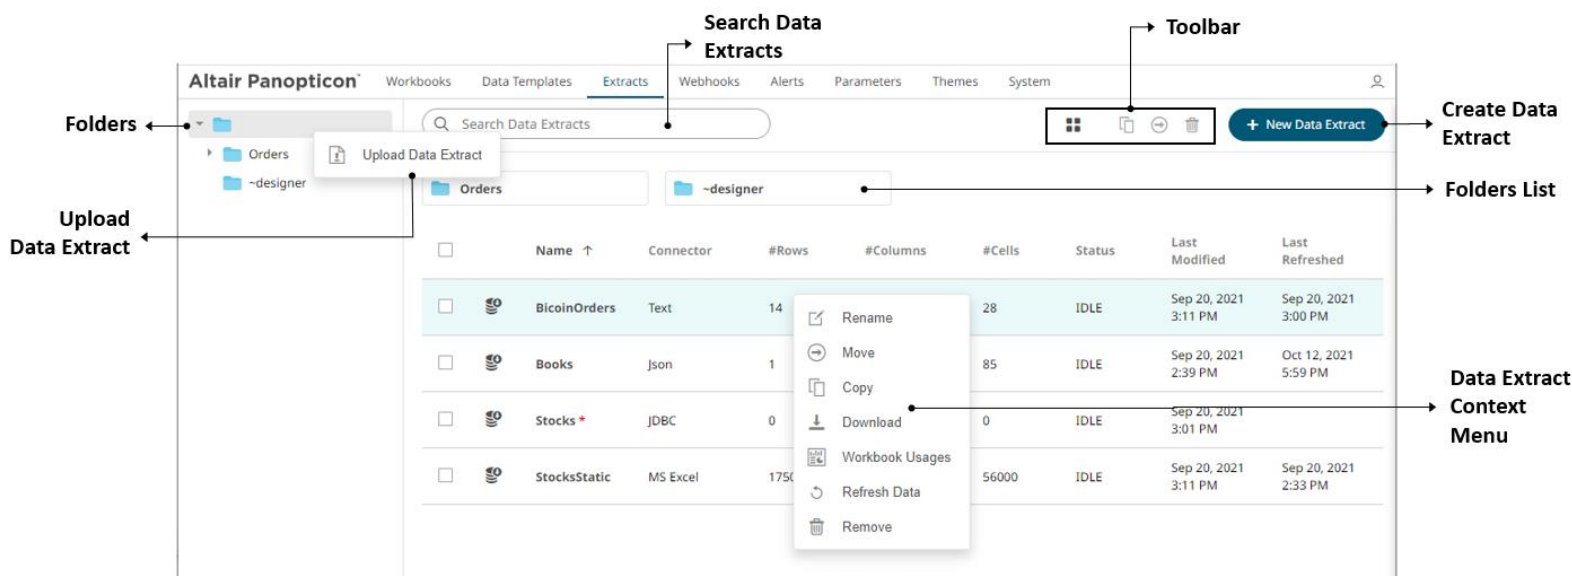 Search Data
Extracts
Toolbar
Altair Panopticon
Workbooks Data Templates Extracts Webhooks Alerts Parameters Themes System
Folders
Search Data Extracts
+ New Data Extract
Create Data
Extract
Orders
Upload Data Extract
~designer
Orders
~designer
Folders List
Upload
Data Extract
Name ↑ Connector #Rows #Columns #Cells Status Last Modified Last Refreshed
BicoinOrders Text 14 28 IDLE Sep 20, 2021 3:11 PM Sep 20, 2021 3:00 PM
Books Json 1 85 IDLE Sep 20, 2021 2:39 PM Oct 12, 2021 5:59 PM
Stocks * JDBC 0 0 IDLE Sep 20, 2021 3:01 PM
StocksStatic MS Excel 1750 56000 IDLE Sep 20, 2021 3:11 PM Sep 20, 2021 2:33 PM
Rename
Move
Copy
Download
Workbook Usages
Refresh Data
Remove
Data Extract
Context
Menu